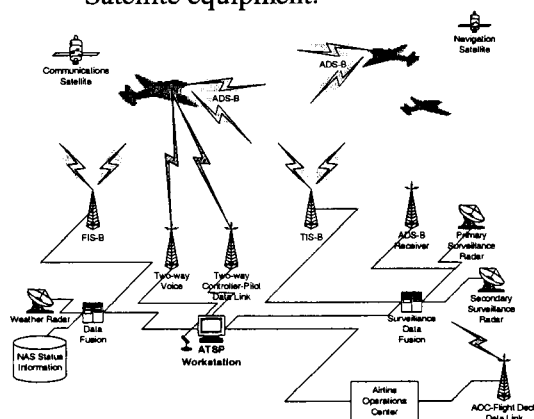 Satellite equipment.
Communications
Satellite
Navigation
Satellite
ADS-B
ADS-B
FIS-B
TIS-B
ADS-B
Receiver
Primary
Surveillance
Radar
Two-way
Voice
Two-way
Controller-Pilot
Data Link
Weather Radar
Data
Fusion
ATSP
Workstation
Surveillance
Data
Fusion
Secondary
Surveillance
Radar
NAS Status
Information
Airline
Operations
Center
AOC-Flight Deck
Data Link